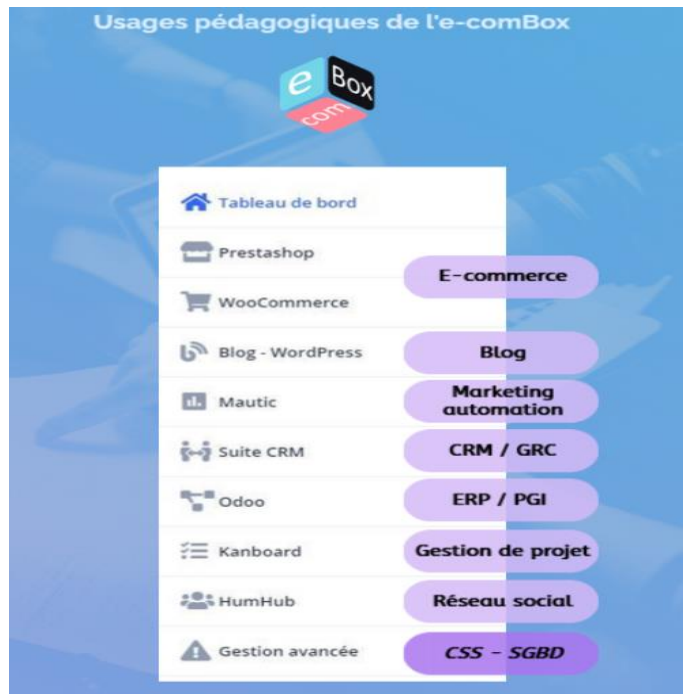 Usages pédagogiques de l'e-comBox
e Box
com
Tableau de bord
Prestashop
E-commerce
WooCommerce
Blog - WordPress Blog
Mautic Marketing
automation
Suite CRM CRM / GRC
Odoo ERP / PGI
Kanboard Gestion de projet
HumHub Réseau social
Gestion avancée CSS - SGBD